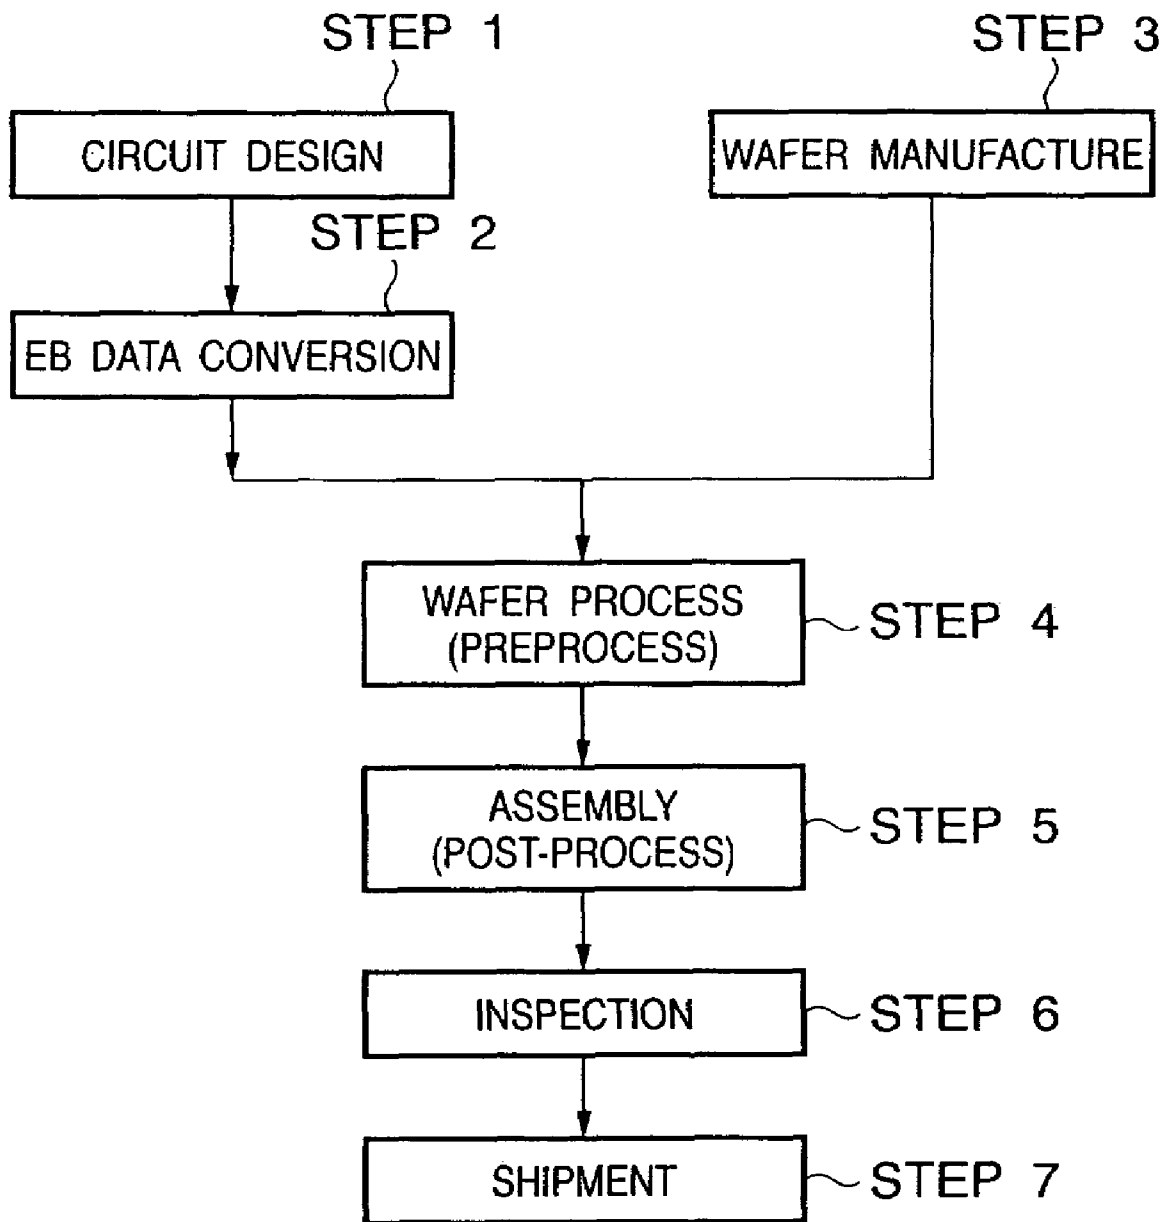 STEP 1
STEP 3
CIRCUIT DESIGN
WAFER MANUFACTURE
STEP 2
EB DATA CONVERSION
WAFER PROCESS
(PREPROCESS)
STEP 4
ASSEMBLY
(POST-PROCESS)
STEP 5
INSPECTION
STEP 6
SHIPMENT
STEP 7